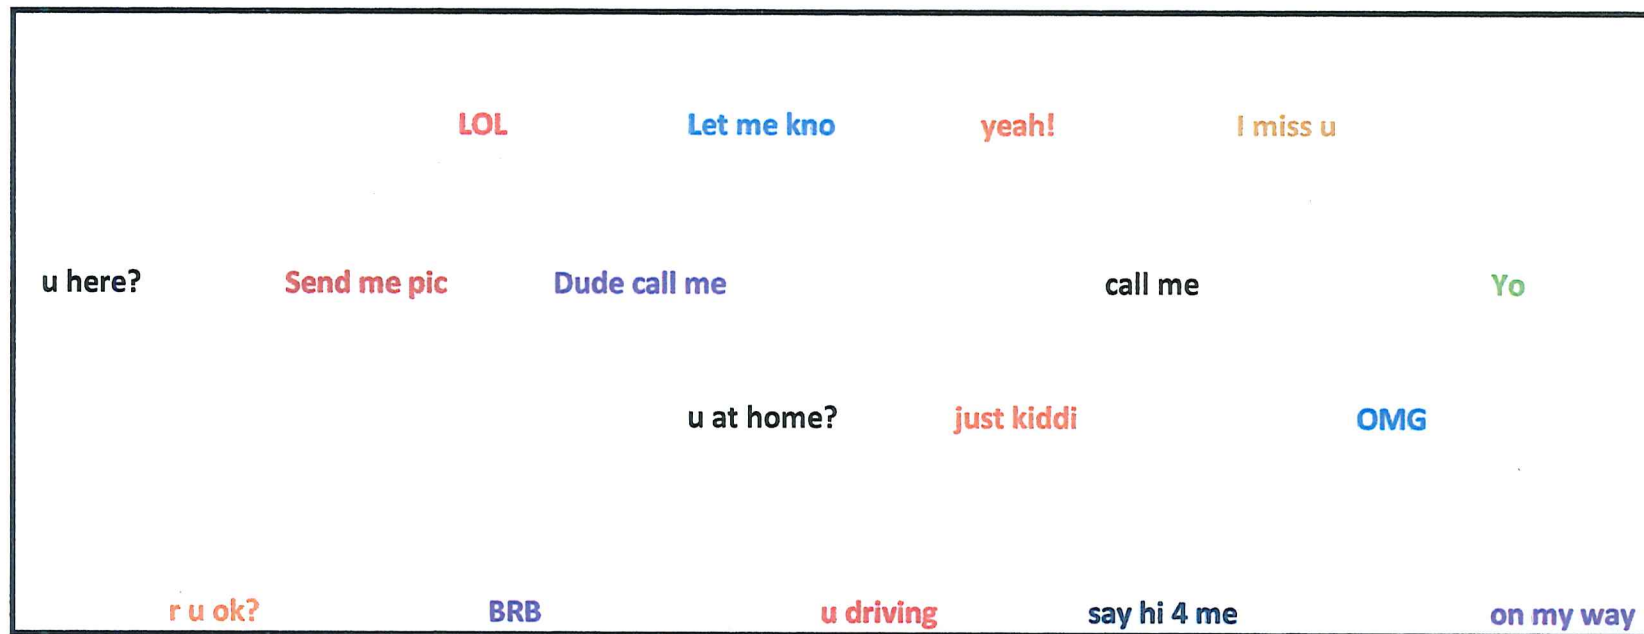 LOL Let me kno yeah! I miss u
u here? Send me pic Dude call me call me Yo
u at home? just kiddi OMG
r u ok? BRB u driving say hi 4 me on my way